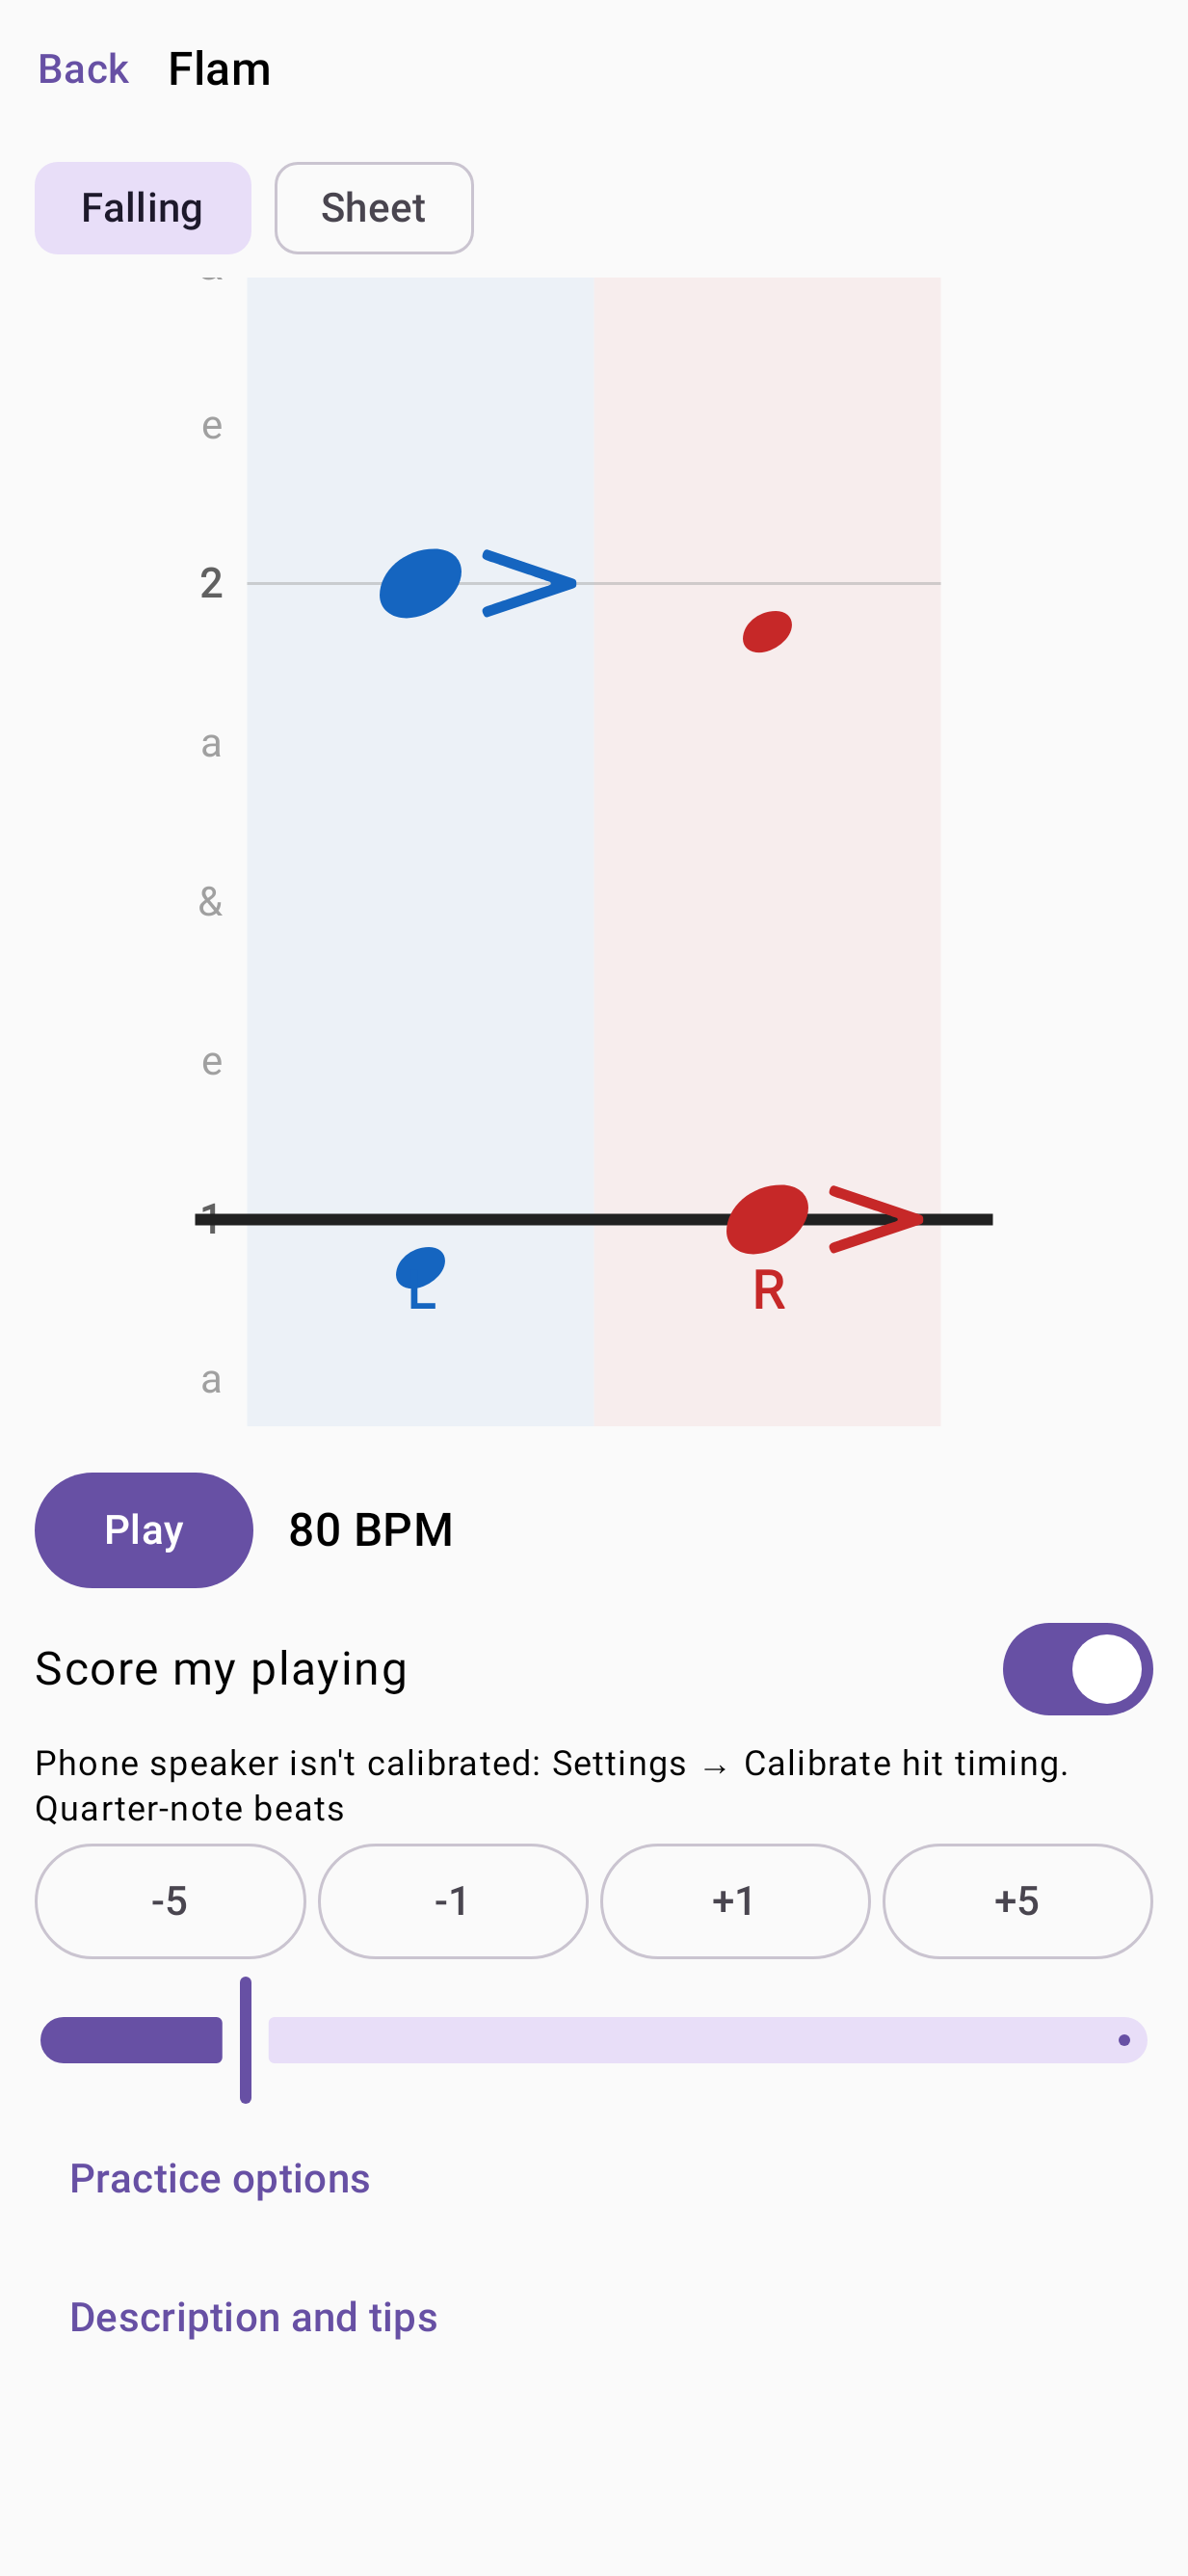 Back Flam
Falling Sheet
e
2
a
&
e
1
L R
a
Play 80 BPM
Score my playing
Phone speaker isn't calibrated: Settings → Calibrate hit timing.
Quarter-note beats
-5 -1 +1 +5
Practice options
Description and tips